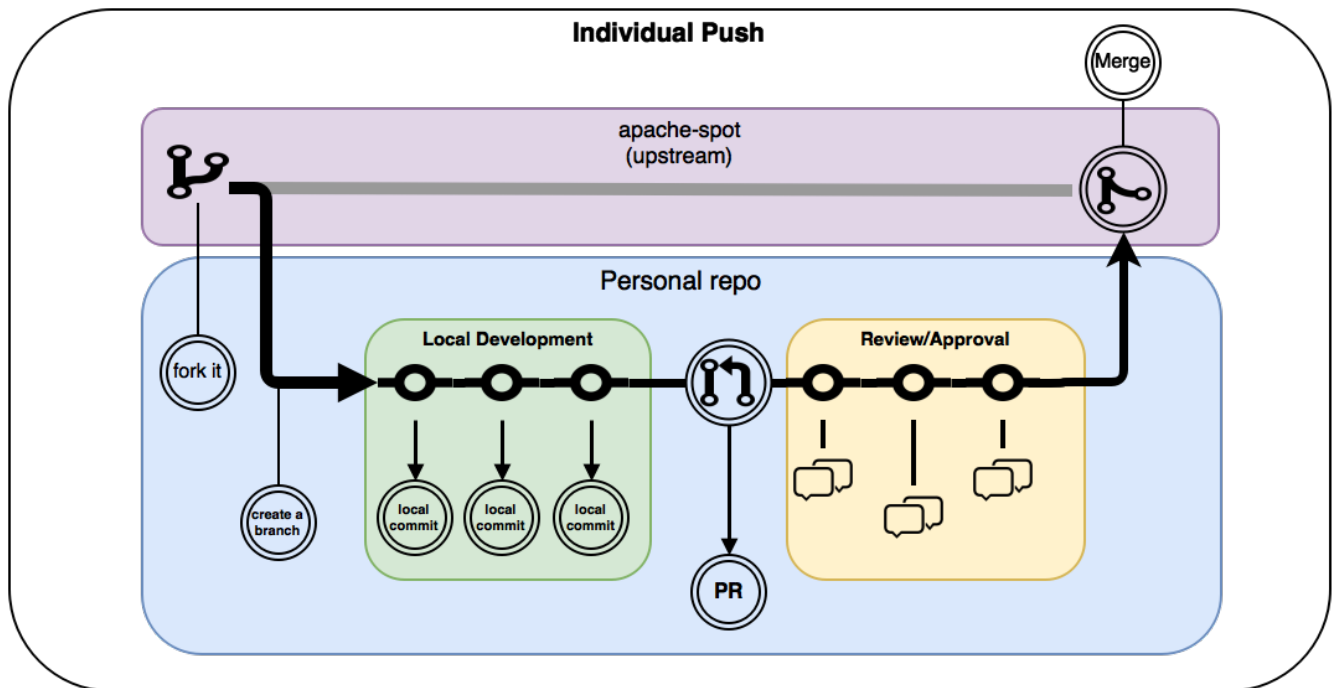 Individual Push
Merge
apache-spot
(upstream)
Personal repo
fork it
Local Development
Review/Approval
create a
branch
local
commit
local
commit
local
commit
PR